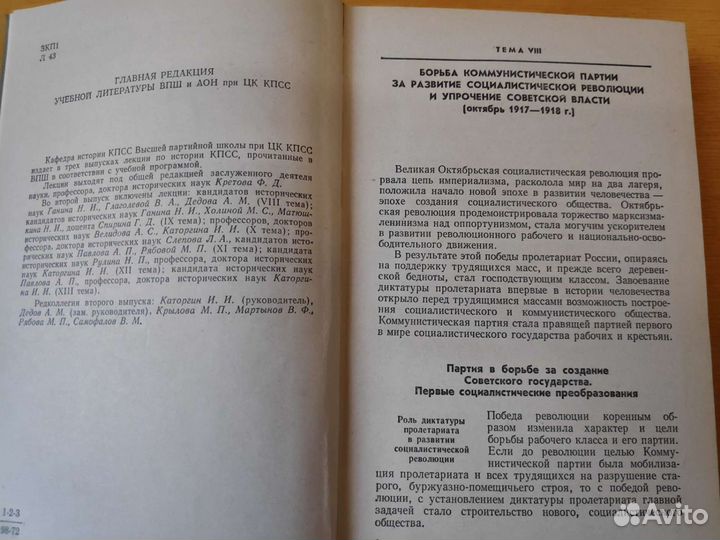 ЗКП1
Л 43
ГЛАВНАЯ РЕДАКЦИЯ
УЧЕБНОЙ ЛИТЕРАТУРЫ ВПШ и АОН при ЦК КПСС
Кафедра истории КПСС Высшей партийной школы при ЦК КПСС
издает в трех выпусках лекции по истории КПСС, прочитанные в
ВПШ в соответствии с учебной программой.
Лекции выходят под общей редакцией заслуженного деятеля
науки, профессора, доктора исторических наук Кретова Ф. Д.
Во второй выпуск включены лекции: кандидатов исторических
наук Ганина Н. И., Глаголевой В. А., Дедова А. М. (VIII тема);
кандидатов исторических наук Ганина Н. И., Холиной М. С., Матюш-
кина Н. И., доцента Спирина Г. Д. (IX тема); профессоров, докторов
исторических наук Каторгина И. И. (X тема); про-
фессора, доктора исторических наук Слепова Л. А., кандидатов исто-
рических наук Павлова А. П., Рябовой М. П. (XI тема); кандидата
исторических наук Рулина Н. П., профессора, доктора исторических
наук Каторгина И. И. (XII тема); кандидата исторических наук
Павлова А. П., профессора, доктора исторических наук Каторги-
на И. И. (XIII тема).
Редколлегия второго выпуска: Каторгин И. И. (руководитель),
Дедов А. М. (зам. руководителя), Крылова М. П., Мартынов В. Ф.,
Рябова М. П., Самофалов В. М.
1-2-3
98-72
ТЕМА VIII
БОРЬБА КОММУНИСТИЧЕСКОЙ ПАРТИИ
ЗА РАЗВИТИЕ СОЦИАЛИСТИЧЕСКОЙ РЕВОЛЮЦИИ
И УПРОЧЕНИЕ СОВЕТСКОЙ ВЛАСТИ
(октябрь 1917—1918 г.)
Великая Октябрьская социалистическая революция про-
рвала цепь империализма, расколола мир на два лагеря,
положила начало новой эпохе в развитии человечества —
эпохе создания социалистического общества. Октябрь-
ская революция продемонстрировала торжество марксизма-
ленинизма над оппортунизмом, стала могучим ускорителем
в развитии революционного рабочего и национально-осво-
бодительного движения.
В результате этой победы пролетариат России, опираясь
на поддержку трудящихся масс, и прежде всего деревенской
бедноты, стал господствующим классом. Завоевание
диктатуры пролетариата впервые в истории человечества
открыло перед трудящимися массами возможность построе-
ния социалистического и коммунистического общества.
Коммунистическая партия стала правящей партией первого
в мире социалистического государства рабочих и крестьян.
Партия в борьбе за создание
Советского государства.
Первые социалистические преобразования
Роль диктатуры
пролетариата
в развитии
социалистической
революции
Победа революции коренным об-
разом изменила характер и цели
борьбы рабочего класса и его партии.
Если до революции целью Комму-
нистической партии была мобилиза-
ция пролетариата и всех трудящихся на разрушение ста-
рого, буржуазно-помещичьего строя, то с победой револю-
ции, с установлением диктатуры пролетариата главной
задачей стало строительство нового, социалистического
общества.
Avito